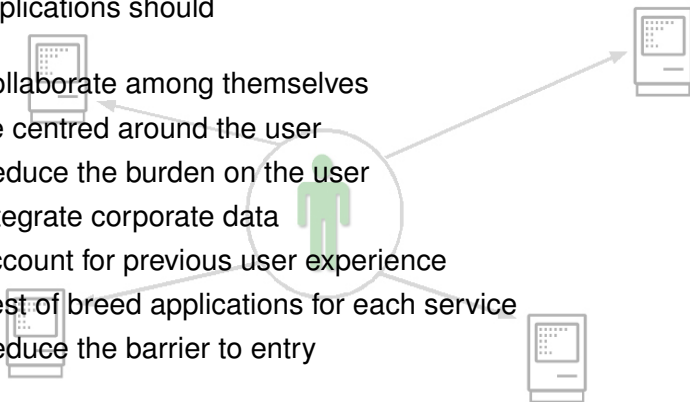 plications should
ollaborate among themselves
e centred around the user
educe the burden on the user
tegrate corporate data
ccount for previous user experience
est of breed applications for each service
educe the barrier to entry